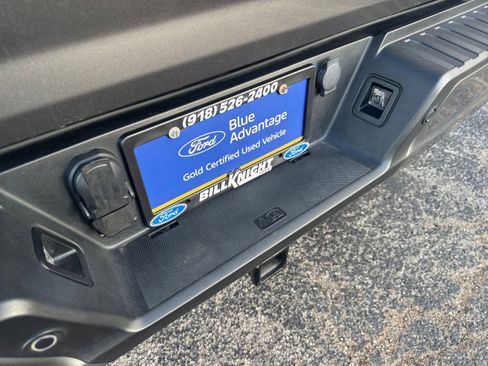 (918) 526-2400
Ford
Blue
Advantage
Gold Certified Used Vehicle
Ford
BILL KNIGHT
Ford